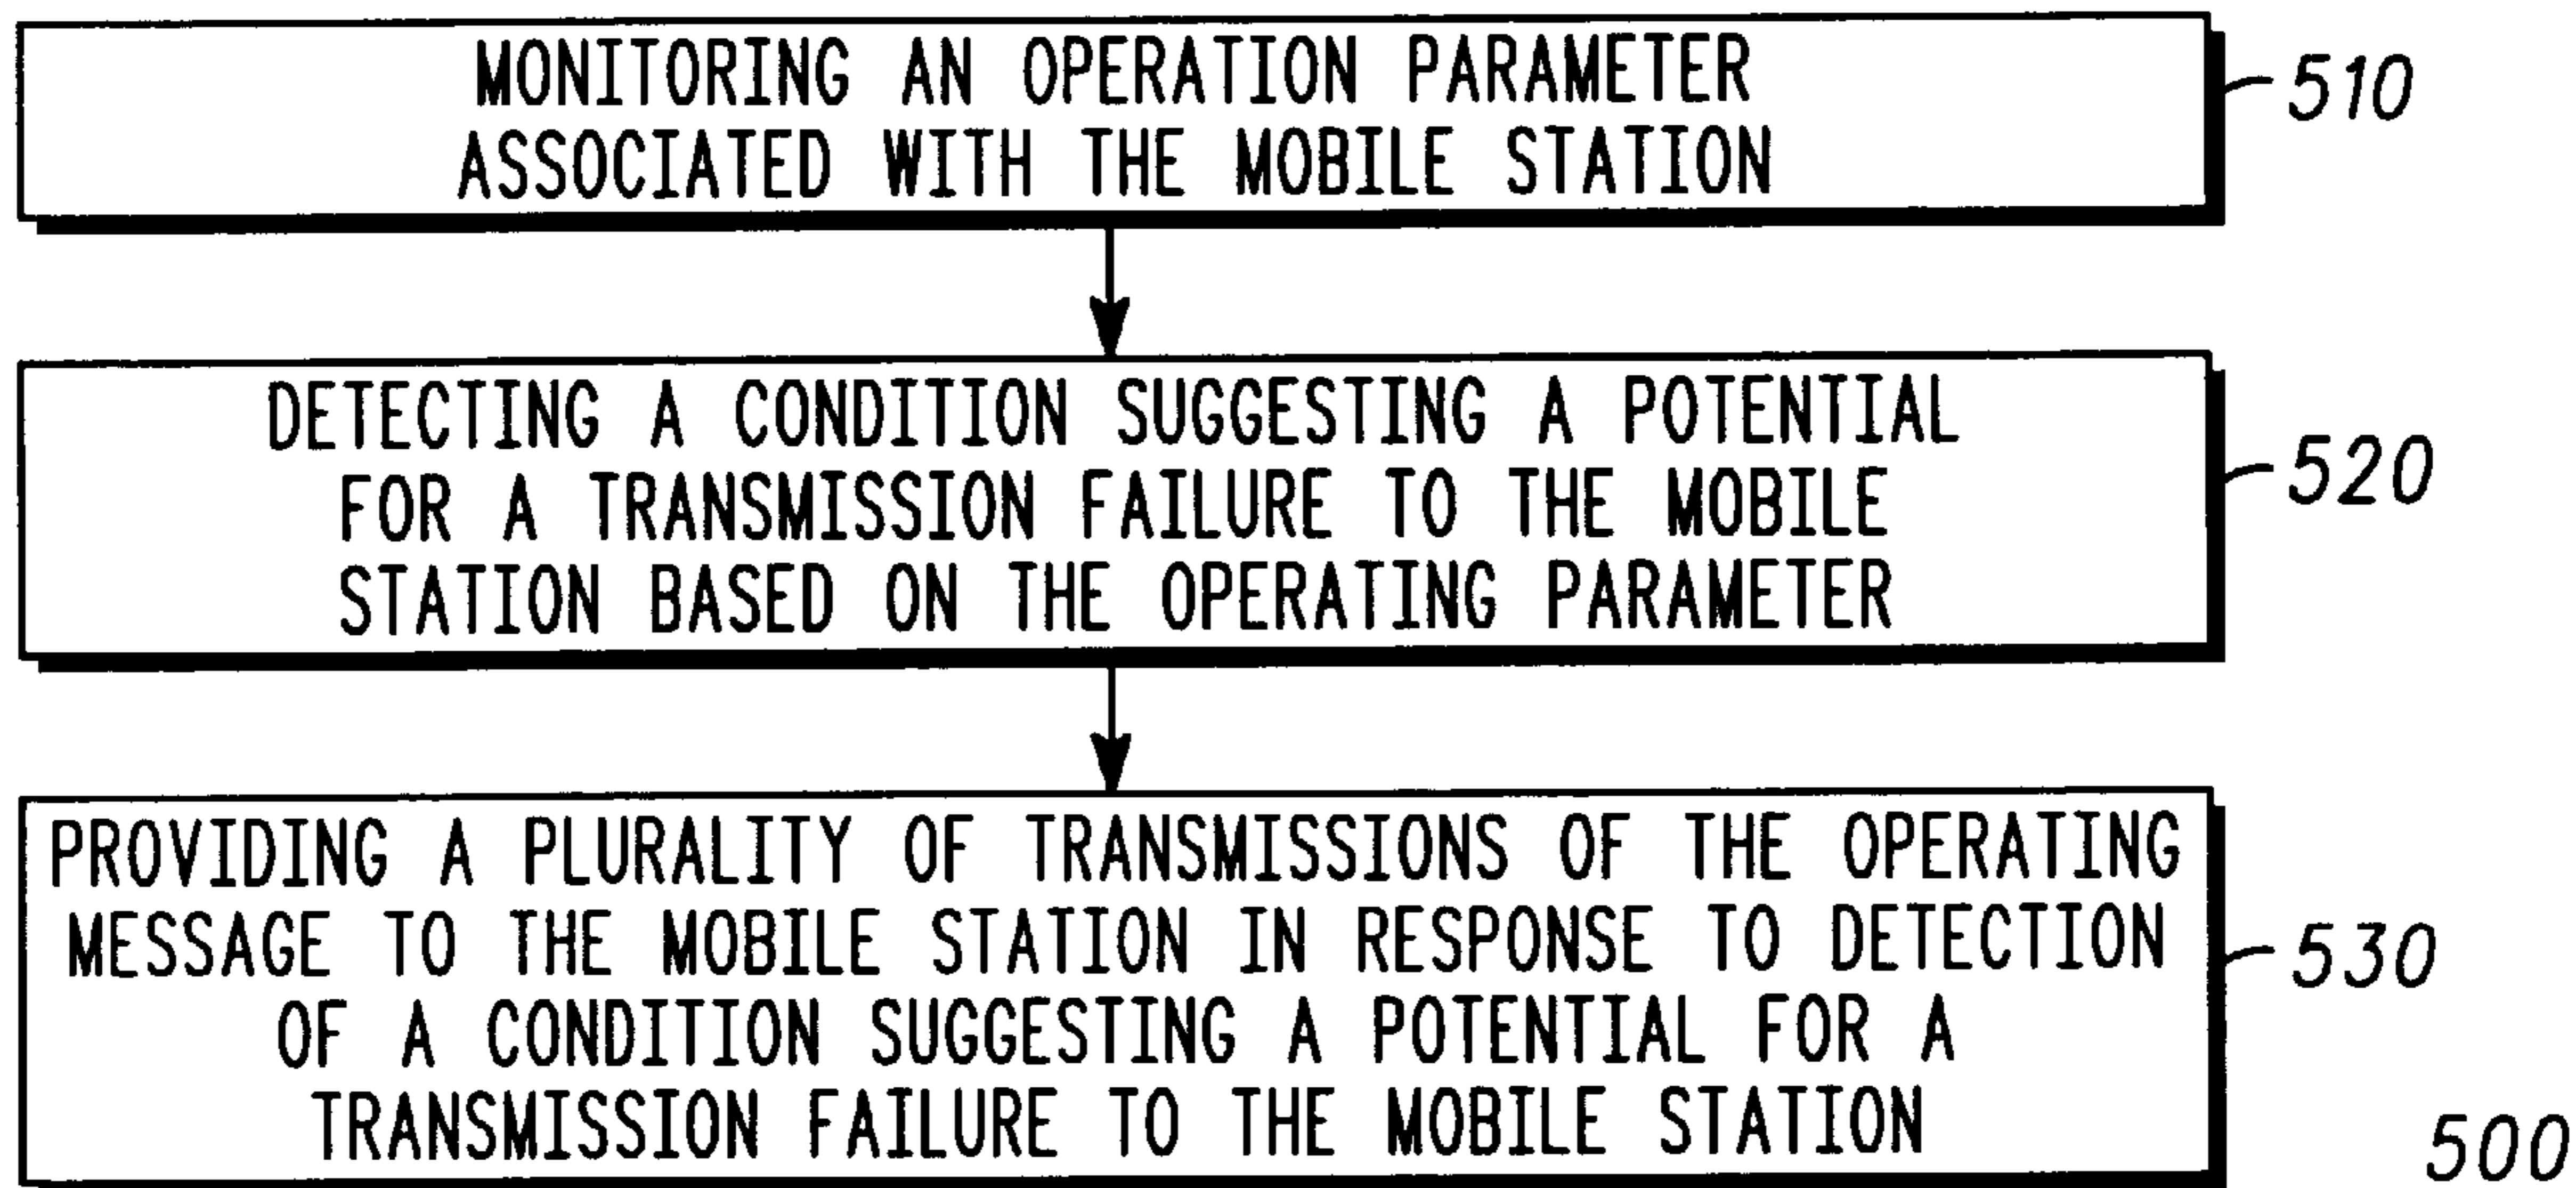 MONITORING AN OPERATION PARAMETER
ASSOCIATED WITH THE MOBILE STATION
510
DETECTING A CONDITION SUGGESTING A POTENTIAL
FOR A TRANSMISSION FAILURE TO THE MOBILE
STATION BASED ON THE OPERATING PARAMETER
520
PROVIDING A PLURALITY OF TRANSMISSIONS OF THE OPERATING
MESSAGE TO THE MOBILE STATION IN RESPONSE TO DETECTION
OF A CONDITION SUGGESTING A POTENTIAL FOR A
TRANSMISSION FAILURE TO THE MOBILE STATION
530
500